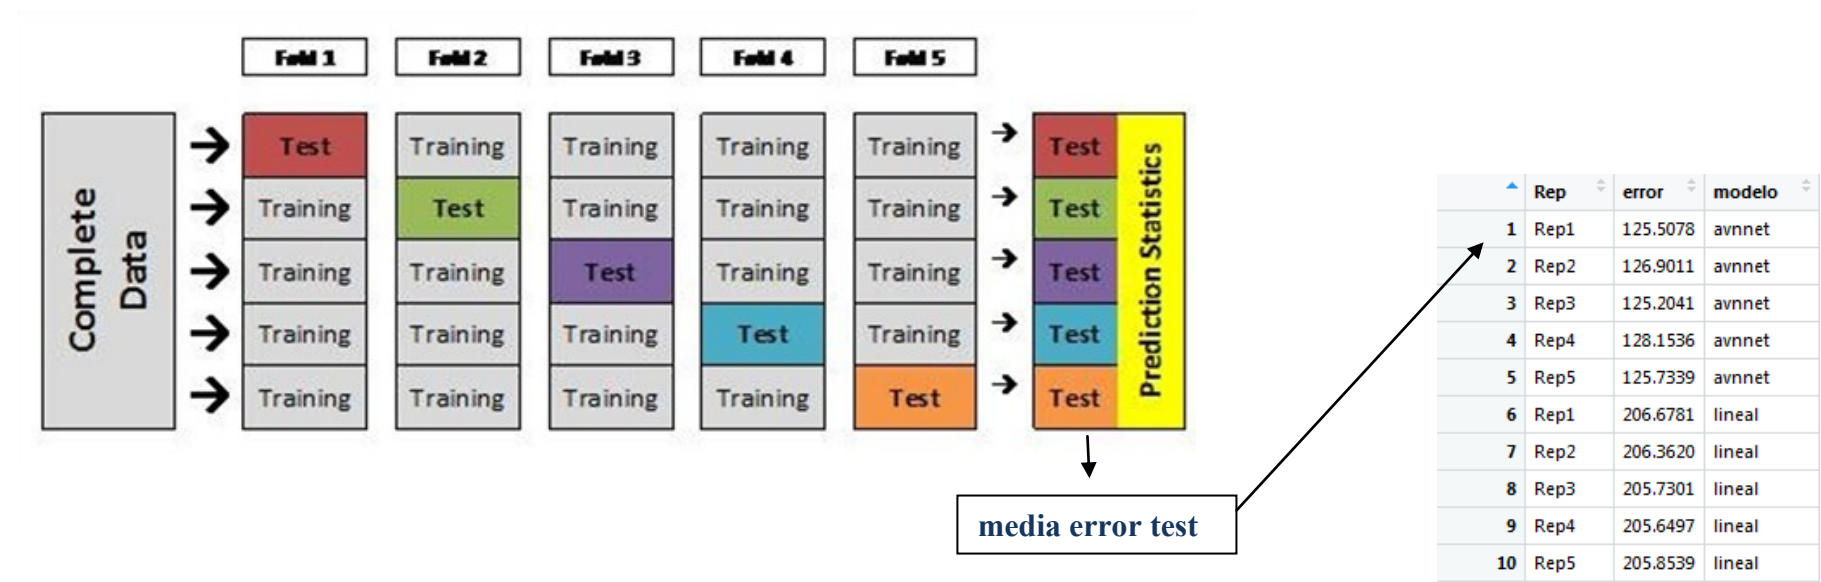 Fold 1 Fold 2 Fold 3 Fold 4 Fold 5
Complete Data
Test Training Training Training Training Test
Training Test Training Training Training Test
Training Training Test Training Training Test
Training Training Training Test Training Test
Training Training Training Training Test Test
Prediction Statistics
media error test
Rep error modelo
1 Rep1 125.5078 avnnet
2 Rep2 126.9011 avnnet
3 Rep3 125.2041 avnnet
4 Rep4 128.1536 avnnet
5 Rep5 125.7339 avnnet
6 Rep1 206.6781 lineal
7 Rep2 206.3620 lineal
8 Rep3 205.7301 lineal
9 Rep4 205.6497 lineal
10 Rep5 205.8539 lineal